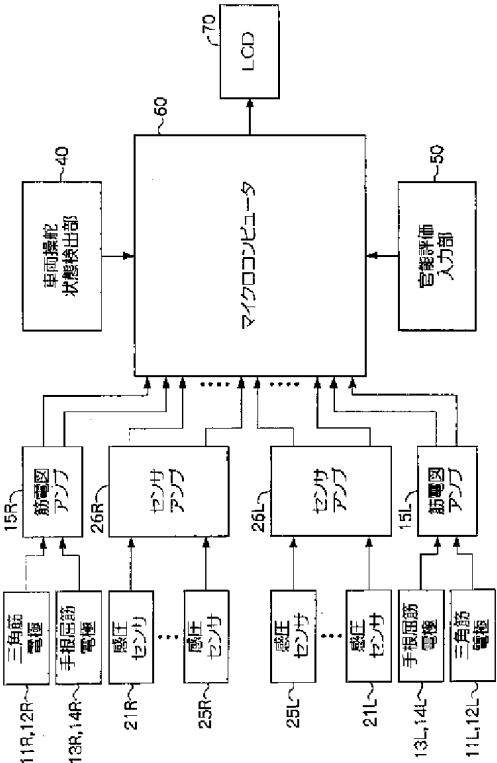 70
LCD
60
マイクロコンピュータ
40
車両操舵
状態検出部
50
官能評価
入力部
15R
筋電図
アンプ
26R
センサ
アンプ
26L
センサ
アンプ
15L
筋電図
アンプ
三角筋
電極
11R,12R
手根屈筋
電極
13R,14R
感圧
センサ
21R
感圧
センサ
25R
感圧
センサ
25L
感圧
センサ
21L
手根屈筋
電極
13L,14L
三角筋
電極
11L,12L